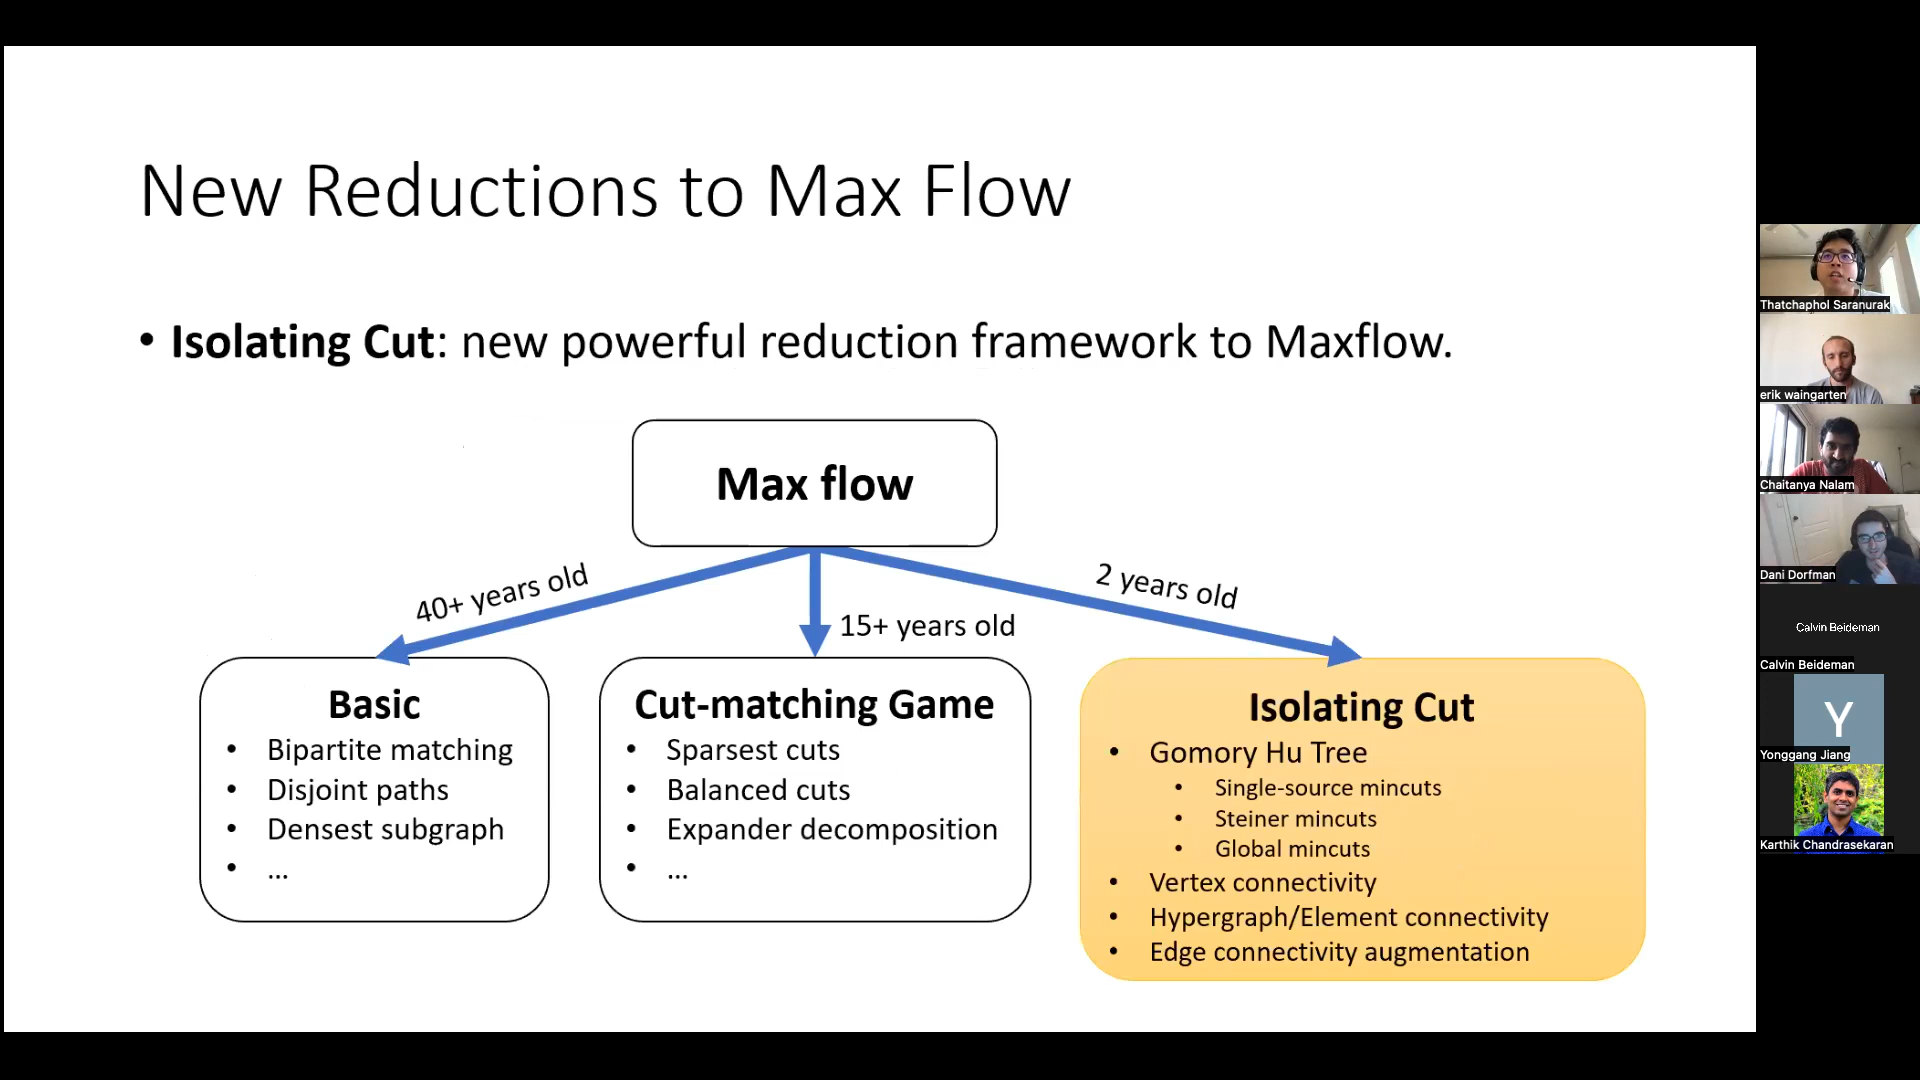 New Reductions to Max Flow
• Isolating Cut: new powerful reduction framework to Maxflow.
Max flow
40+ years old
15+ years old
2 years old
Basic
• Bipartite matching
• Disjoint paths
• Densest subgraph
• ...
Cut-matching Game
• Sparsest cuts
• Balanced cuts
• Expander decomposition
• ...
Isolating Cut
• Gomory Hu Tree
• Single-source mincuts
• Steiner mincuts
• Global mincuts
• Vertex connectivity
• Hypergraph/Element connectivity
• Edge connectivity augmentation
Thatchaphol Saranurak
erik waingarten
Chaitanya Nalam
Dani Dorfman
Calvin Beideman
Calvin Beideman
Y
Yonggang Jiang
Karthik Chandrasekaran